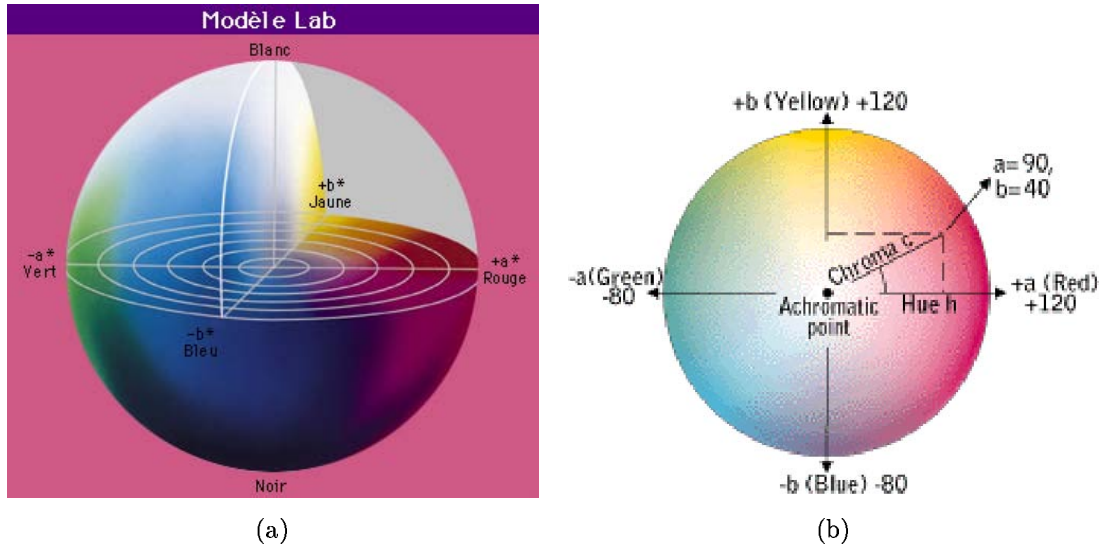 Modèle Lab
Blanc
+b*
Jaune
-a*
Vert
+a*
Rouge
-b*
Bleu
Noir
(a)
+b (Yellow) +120
a= 90,
b= 40
Chroma c
-a(Green)
-80
+a (Red)
+120
Achromatic
point
Hue h
-b (Blue) -80
(b)